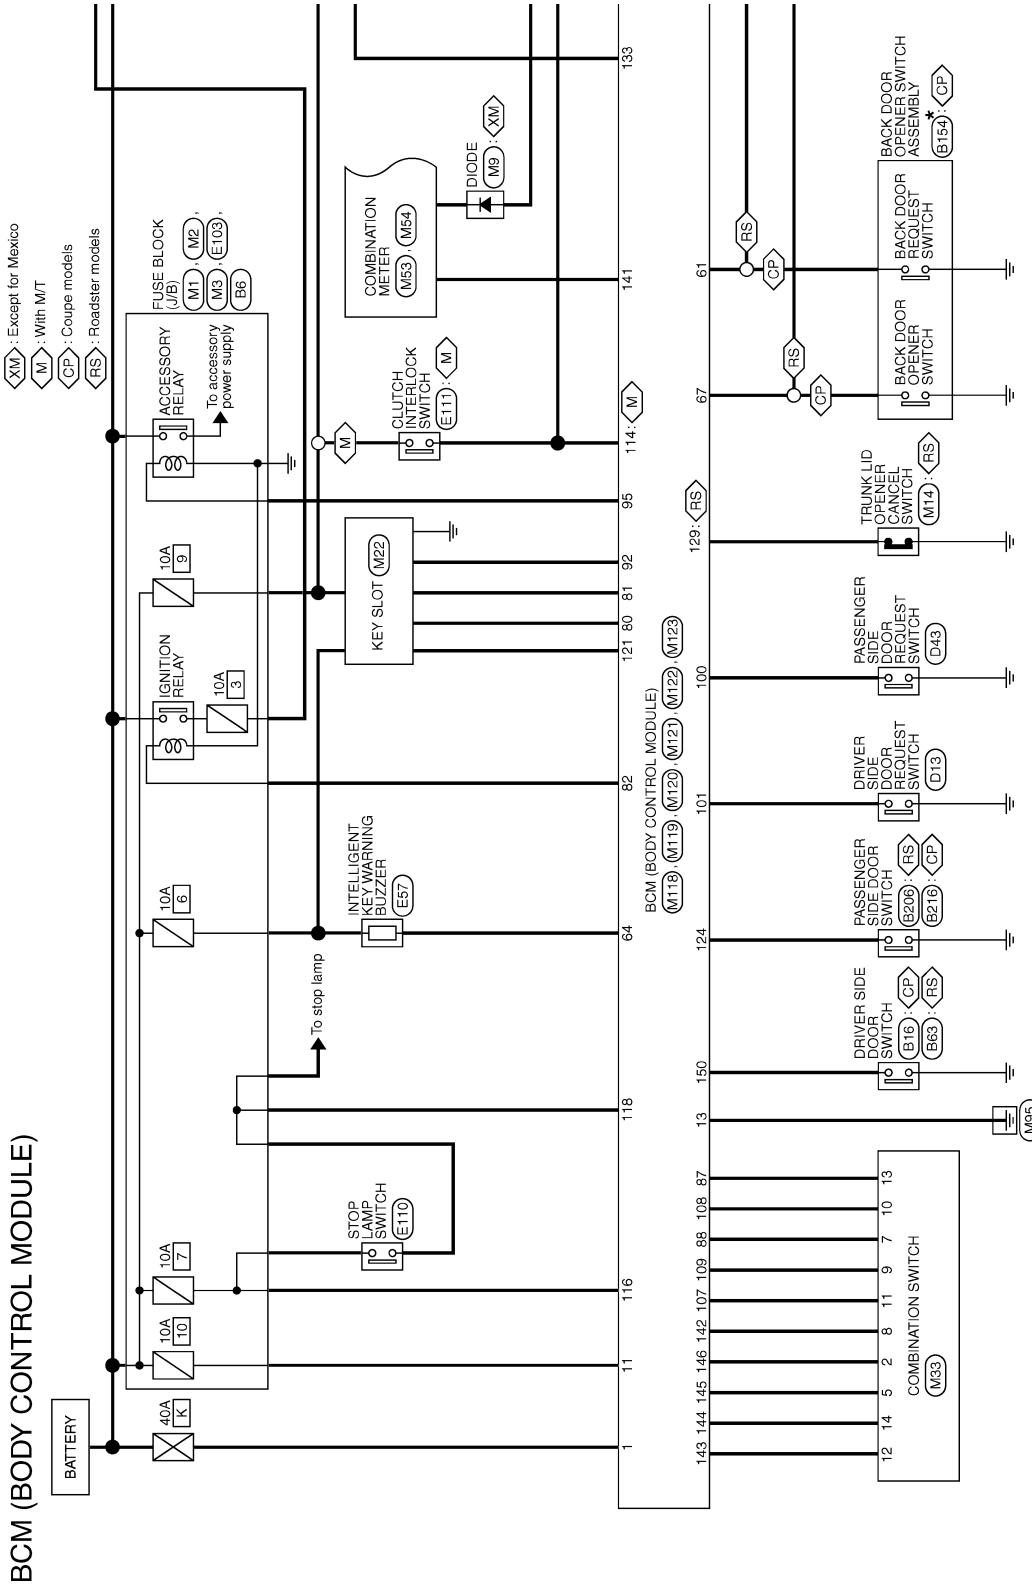 BCM (BODY CONTROL MODULE)
XM : Except for Mexico
M : With M/T
CP : Coupe models
RS : Roadster models
BATTERY
40A
K
10A
10
10A
7
10A
6
IGNITION
RELAY
10A
3
10A
9
ACCESSORY
RELAY
To accessory
power supply
FUSE BLOCK
(J/B)
M1 , M2 ,
M3 , E103 ,
B6
STOP
LAMP
SWITCH
E110
To stop lamp
INTELLIGENT
KEY WARNING
BUZZER
E57
KEY SLOT M22
M
CLUTCH
INTERLOCK
SWITCH
E111 : M
COMBINATION
METER
M53 , M54
DIODE
M9 : XM
1
11
116
118
64
82
121
80
81
92
95
114: M
141
133
BCM (BODY CONTROL MODULE)
M118 , M119 , M120 , M121 , M122 , M123
143
144
145
146
142
107
109
88
108
87
13
150
124
101
100
129: RS
67
61
12
14
5
2
8
11
9
7
10
13
COMBINATION SWITCH
M33
M95
DRIVER SIDE
DOOR
SWITCH
B16 : CP
B63 : RS
PASSENGER
SIDE DOOR
SWITCH
B206 : RS
B216 : CP
DRIVER
SIDE
DOOR
REQUEST
SWITCH
D13
PASSENGER
SIDE
DOOR
REQUEST
SWITCH
D43
TRUNK LID
OPENER
CANCEL
SWITCH
M14 : RS
RS
CP
RS
CP
BACK DOOR
OPENER
SWITCH
BACK DOOR
REQUEST
SWITCH
BACK DOOR
OPENER SWITCH
ASSEMBLY
B154 * : CP